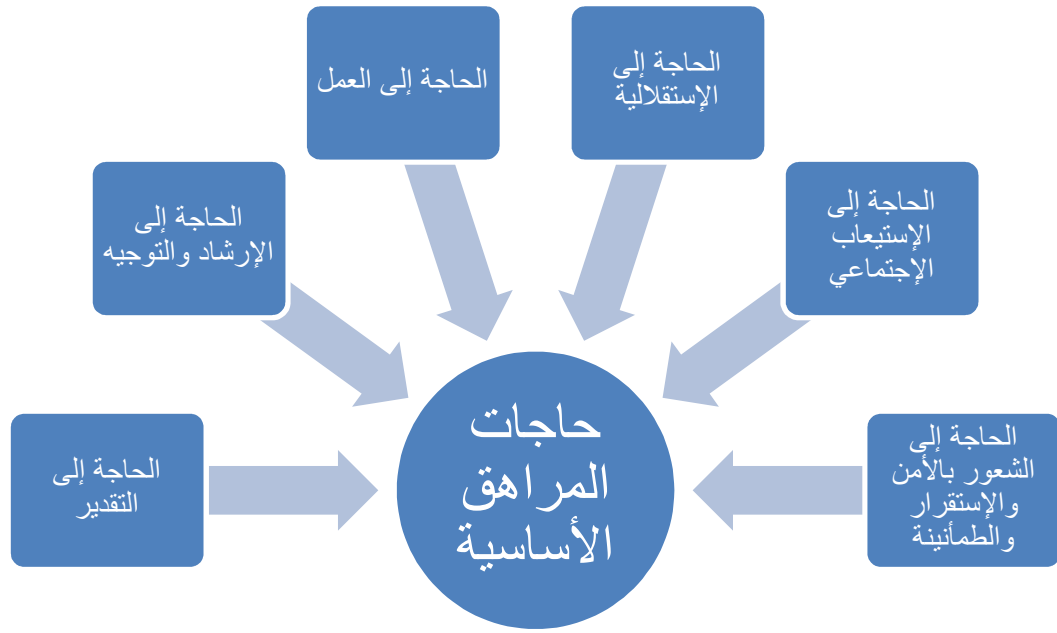 الحاجة إلى
الشعور بالأمن
والإستقرار
والطمأنينة
الحاجة إلى
الإستيعاب
الإجتماعي
الحاجة إلى
الإستقلالية
الحاجة إلى العمل
الحاجة إلى
الإرشاد والتوجيه
الحاجة إلى
التقدير
حاجات
المراهق
الأساسية